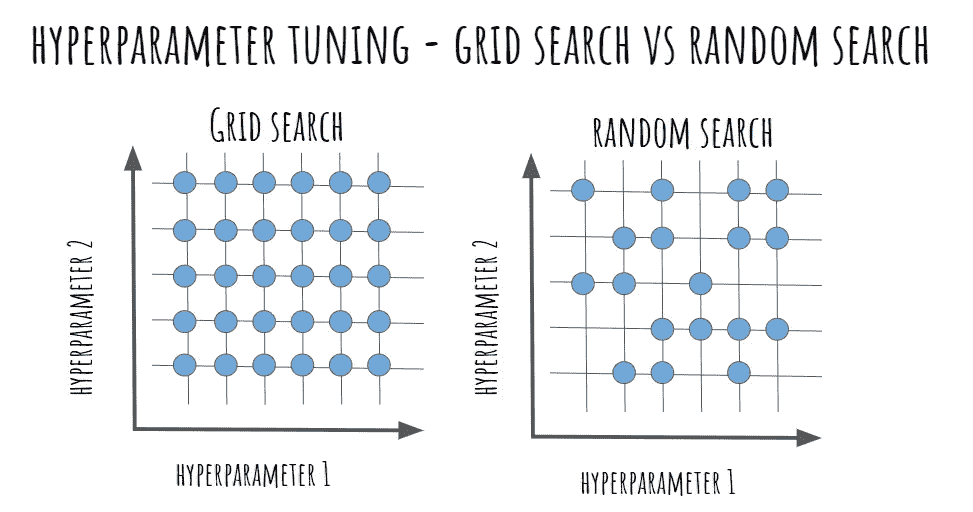 HYPERPARAMETER TUNING - GRID SEARCH VS RANDOM SEARCH
GRID SEARCH
HYPERPARAMETER 2
HYPERPARAMETER 1
RANDOM SEARCH
HYPERPARAMETER 2
HYPERPARAMETER 1